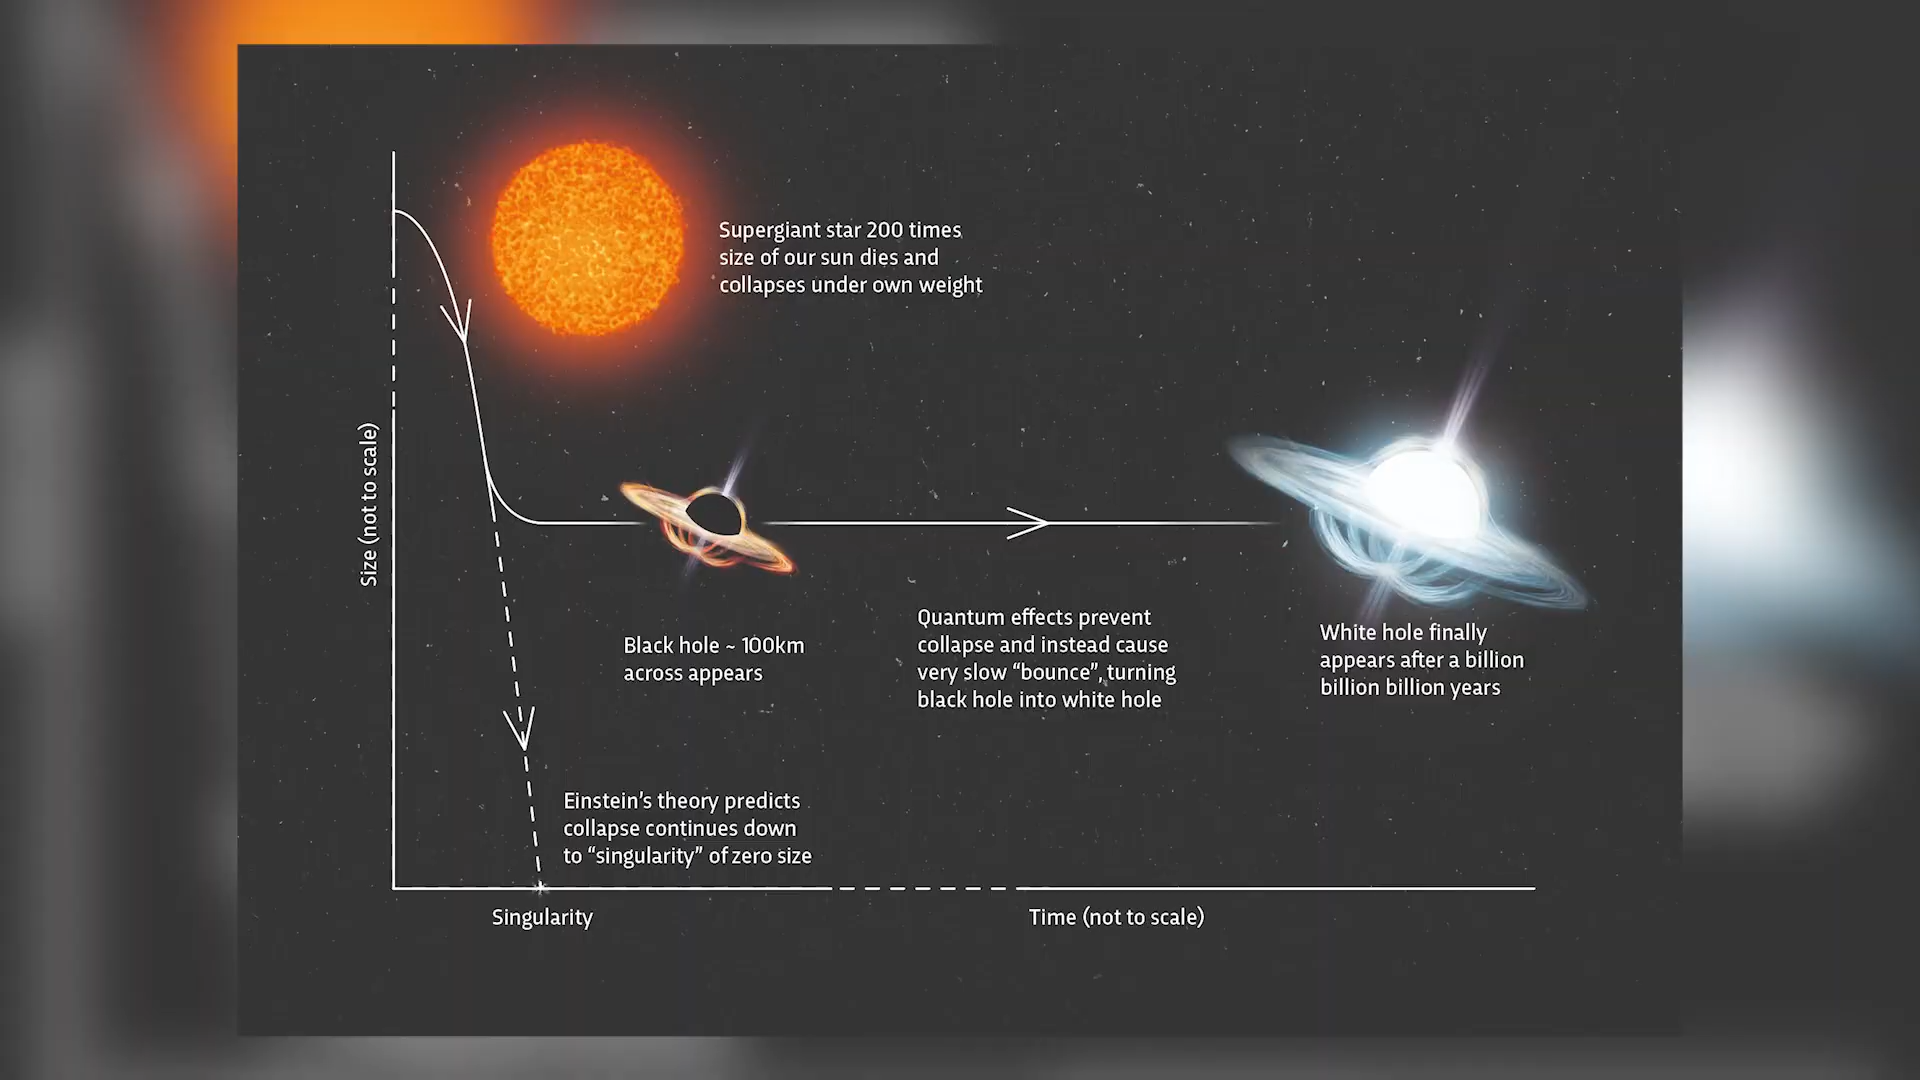 Supergiant star 200 times
size of our sun dies and
collapses under own weight
Size (not to scale)
Black hole ~ 100km
across appears
Quantum effects prevent
collapse and instead cause
very slow “bounce”, turning
black hole into white hole
White hole finally
appears after a billion
billion billion years
Einstein’s theory predicts
collapse continues down
to “singularity” of zero size
Singularity
Time (not to scale)